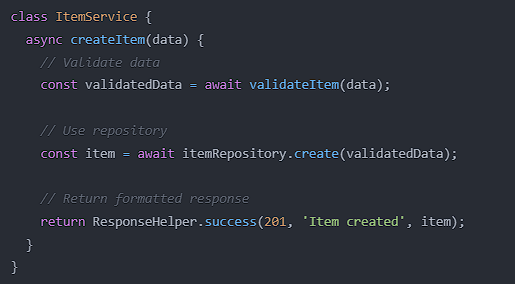 class ItemService {
  async createItem(data) {
    // Validate data
    const validatedData = await validateItem(data);

    // Use repository
    const item = await itemRepository.create(validatedData);

    // Return formatted response
    return ResponseHelper.success(201, 'Item created', item);
  }
}